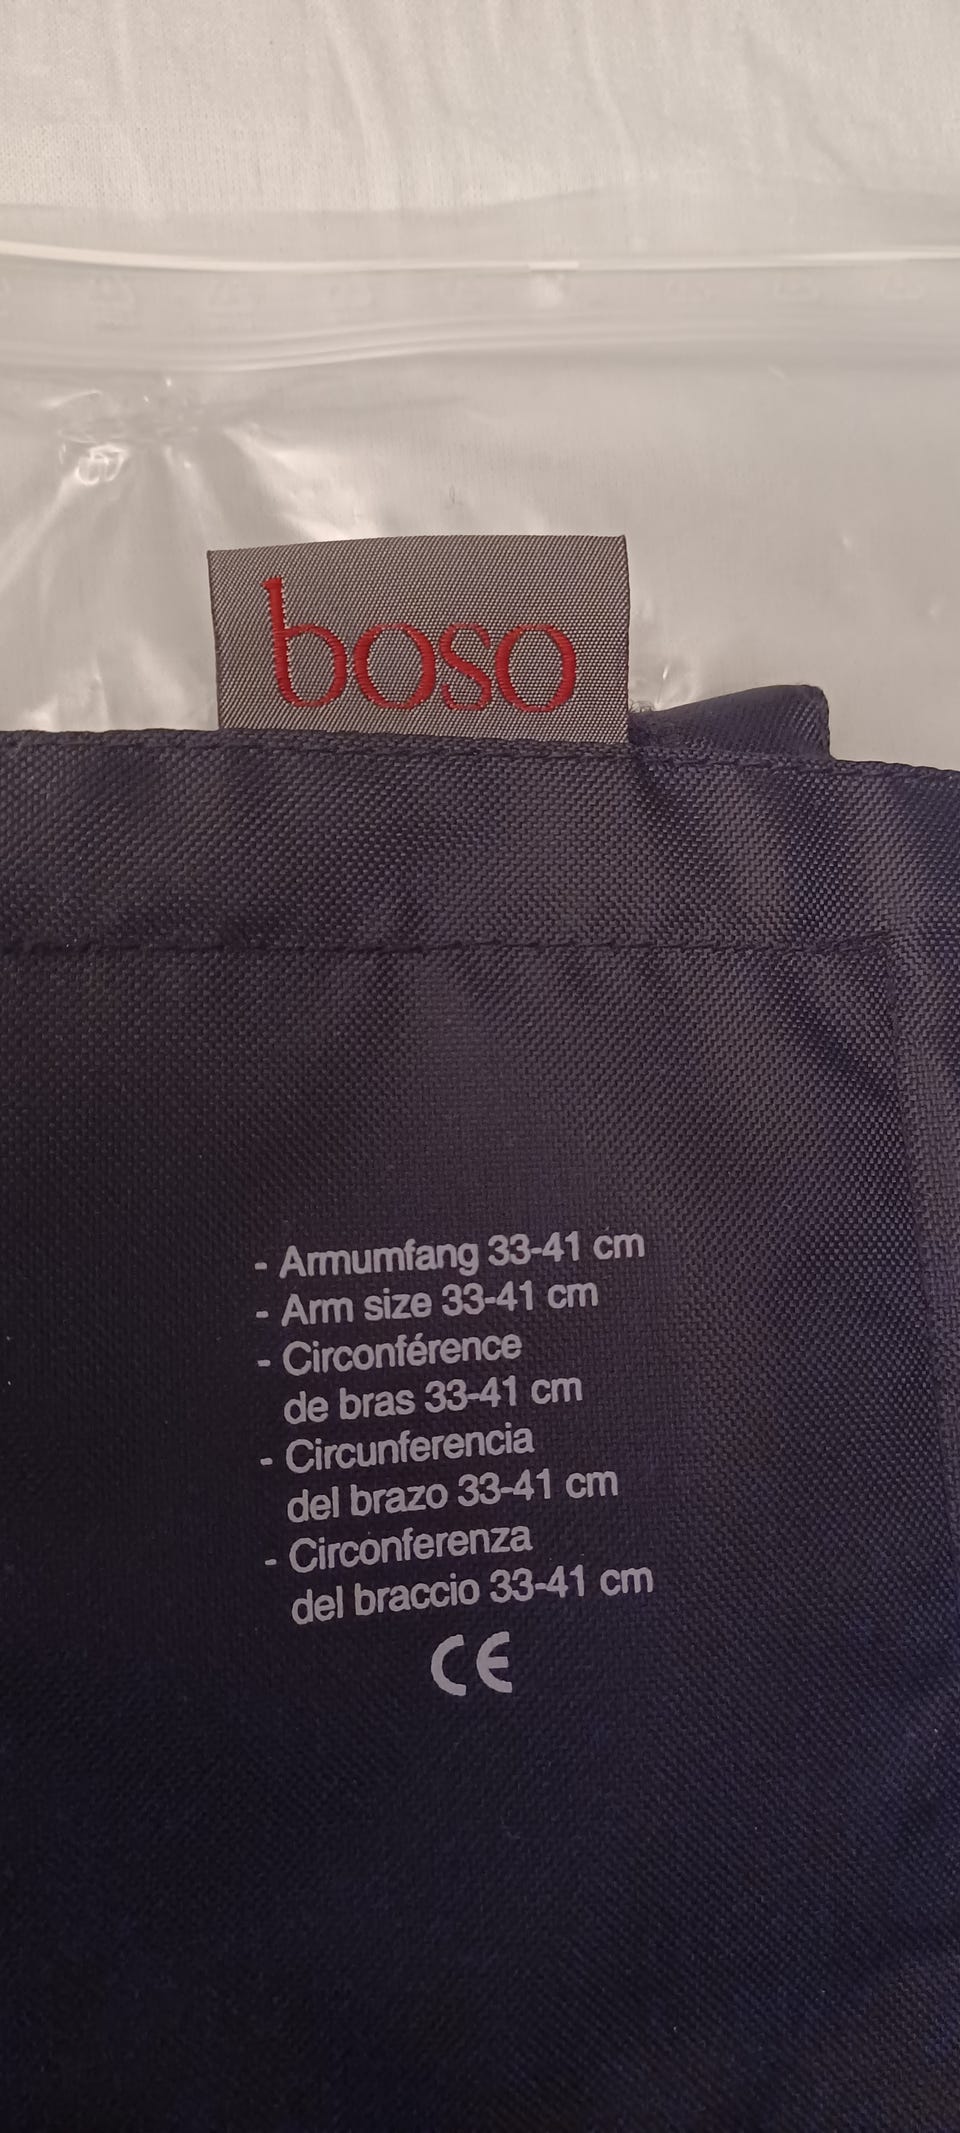 boso
- Armumfang 33-41 cm
- Arm size 33-41 cm
- Circonférence
de bras 33-41 cm
- Circunferencia
del brazo 33-41 cm
- Circonferenza
del braccio 33-41 cm
CE